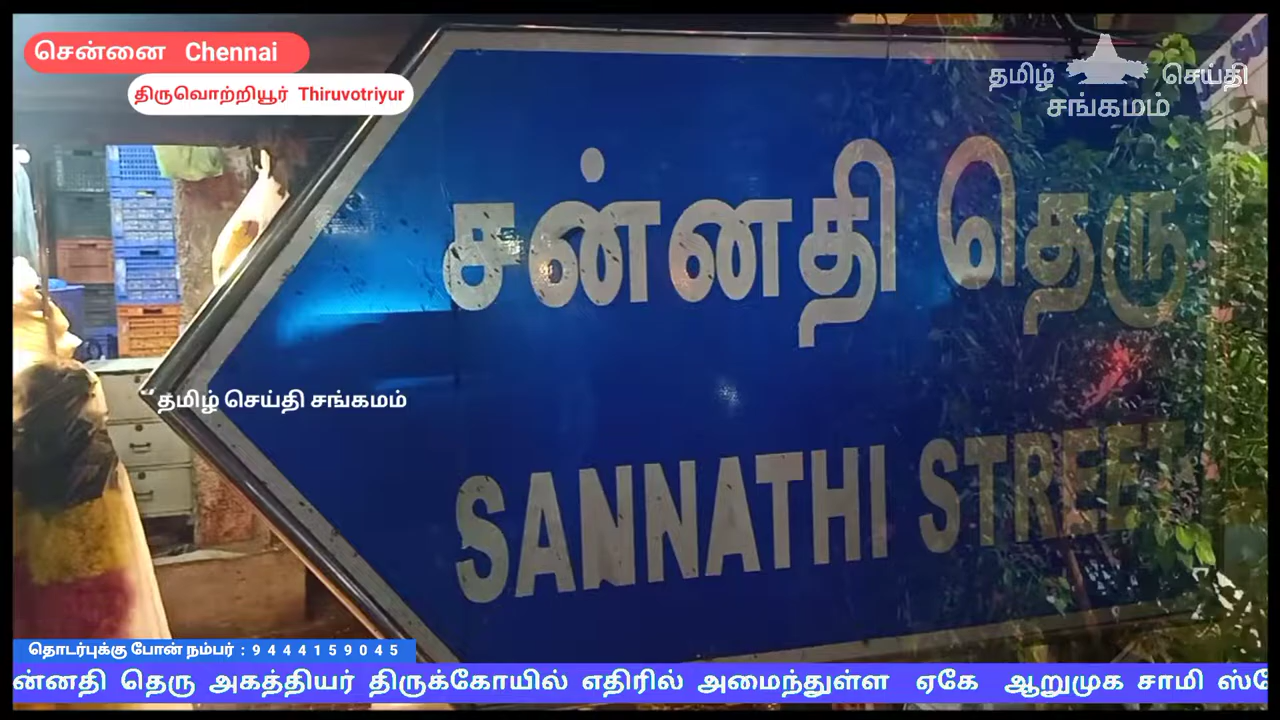 சென்னை Chennai
திருவொற்றியூர் Thiruvotriyur
தமிழ் செய்தி
சங்கமம்
சன்னதி தெரு
தமிழ் செய்தி சங்கமம்
SANNATHI STREET
தொடர்புக்கு போன் நம்பர் : 9444159045
தெரு அகத்தியர் திருக்கோயில் எதிரில் அமைந்துள்ள ஏகே ஆறுமுக சாமி